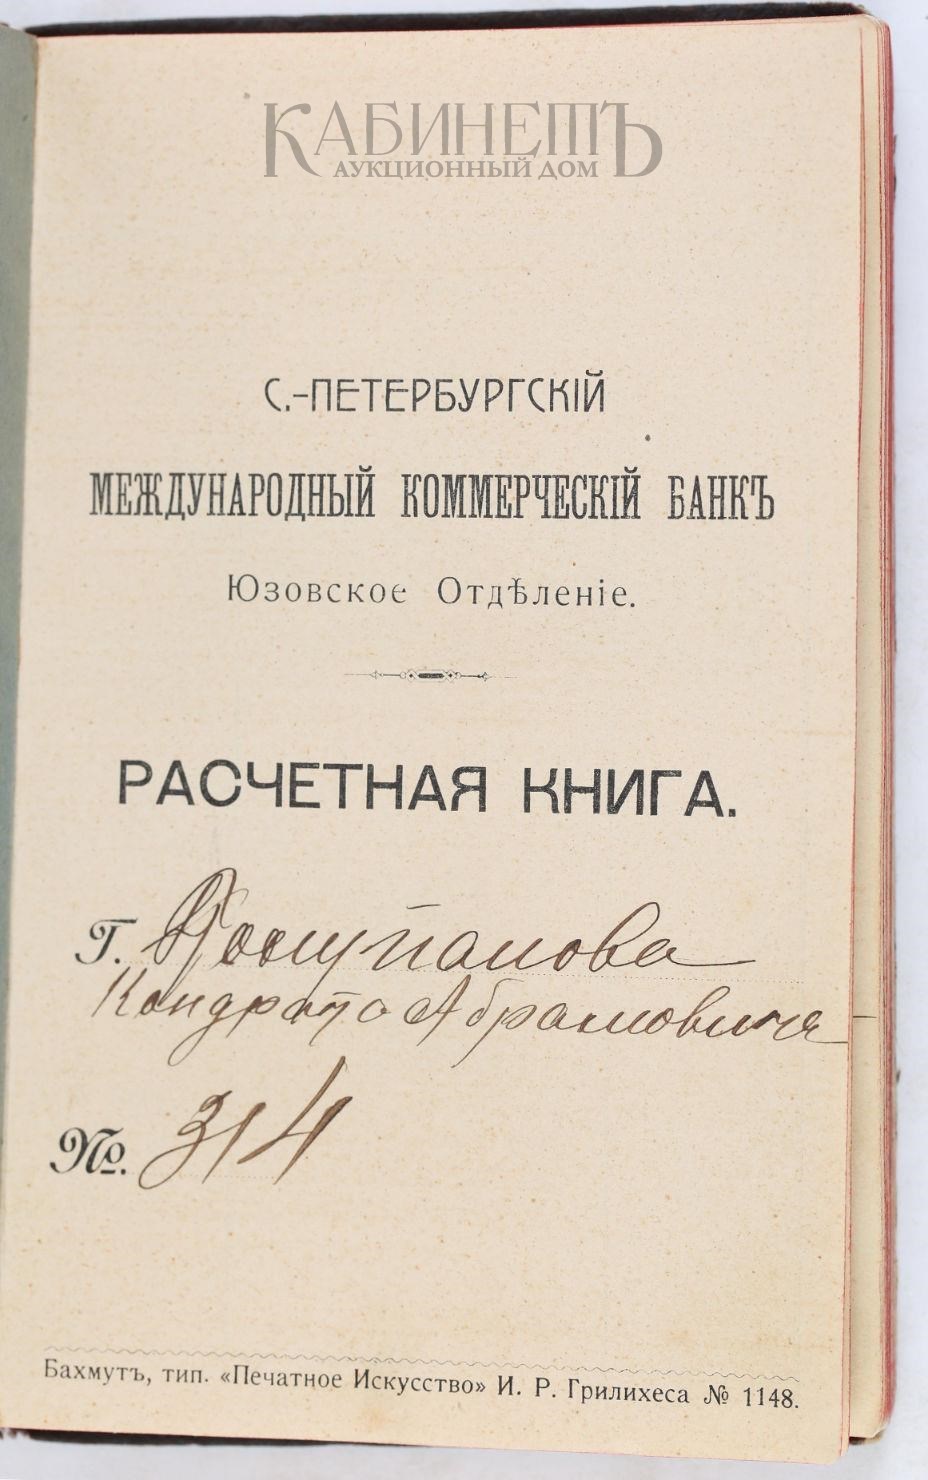 КАБИНЕТЪ
АУКЦИОННЫЙ ДОМ
С.-ПЕТЕРБУРГСКІЙ
МЕЖДУНАРОДНЫЙ КОММЕРЧЕСКІЙ БАНКЪ
Юзовское Отдѣленіе.
РАСЧЕТНАЯ КНИГА.
Г.
Кондрата Абрамовича
№. 314
Бахмутъ, тип. «Печатное Искусство» И. Р. Грилихеса № 1148.